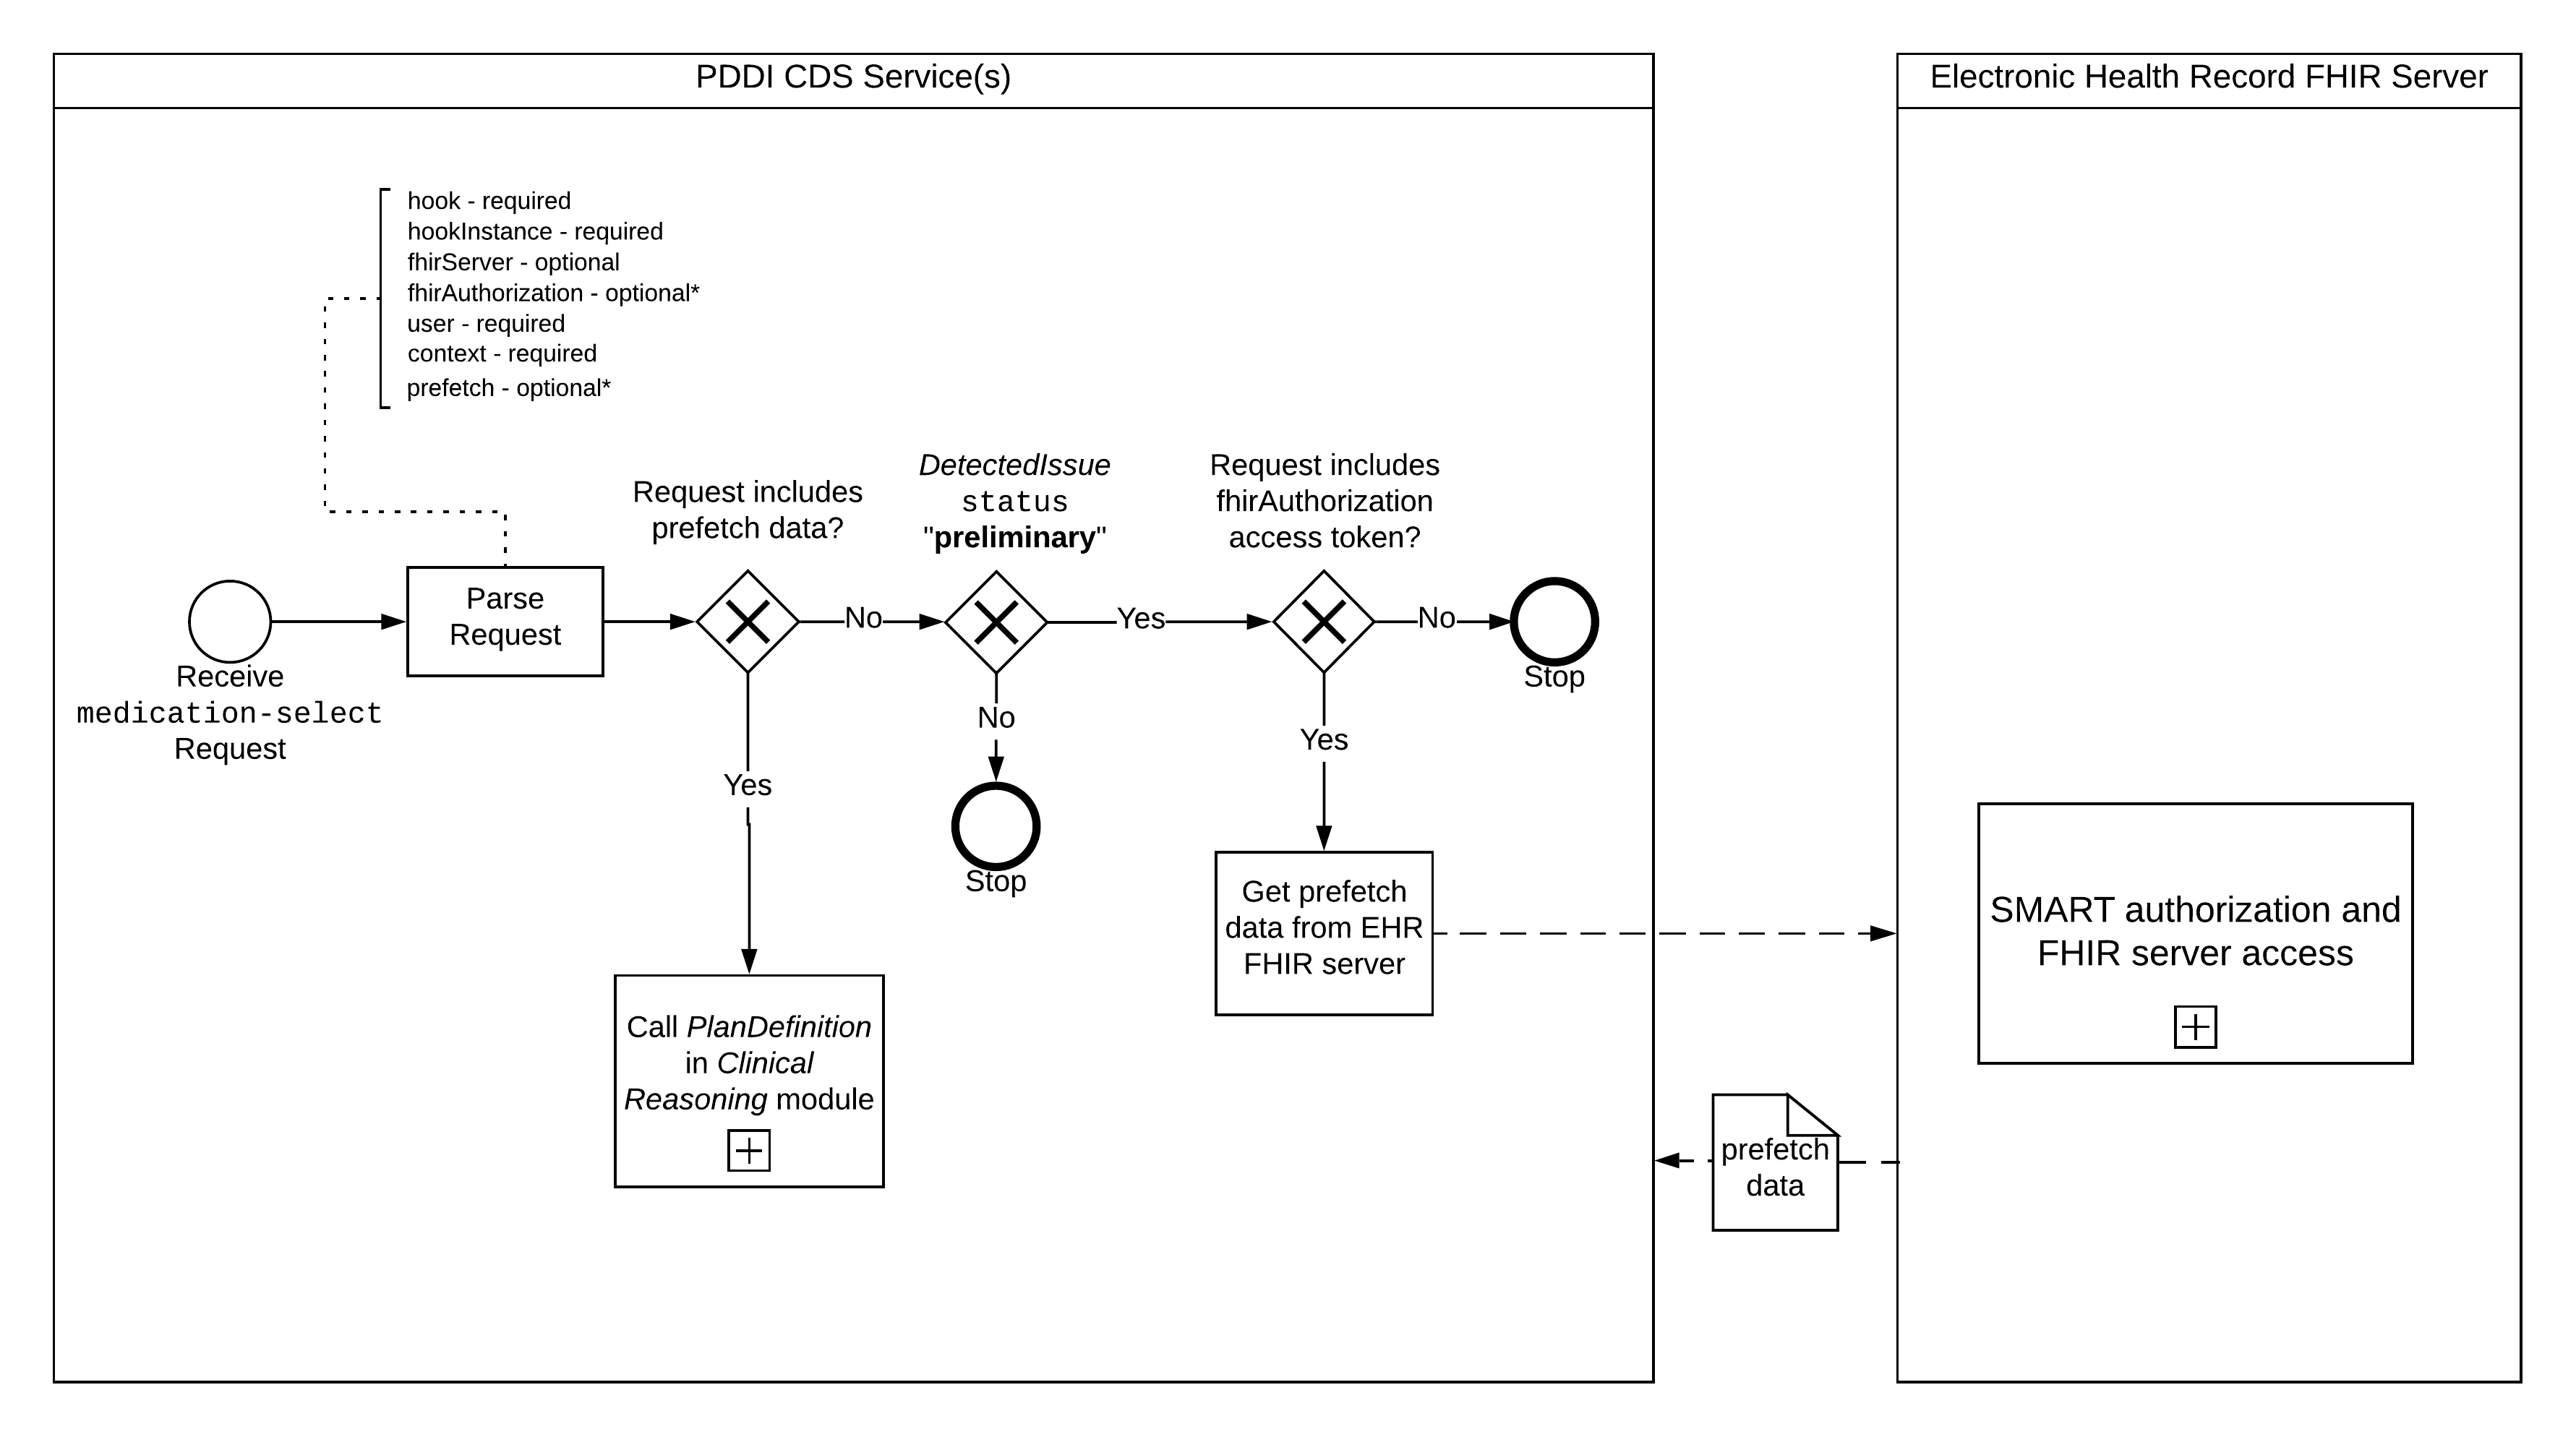 PDDI CDS Service(s)
Electronic Health Record FHIR Server
hook - required
hookInstance - required
fhirServer - optional
fhirAuthorization - optional*
user - required
context - required
prefetch - optional*
Request includes
prefetch data?
DetectedIssue
status
"preliminary"
Request includes
fhirAuthorization
access token?
Receive
medication-select
Request
Parse
Request
No
Yes
No
Stop
No
Stop
Yes
Yes
Call PlanDefinition
in Clinical
Reasoning module
Get prefetch
data from EHR
FHIR server
SMART authorization and
FHIR server access
prefetch
data